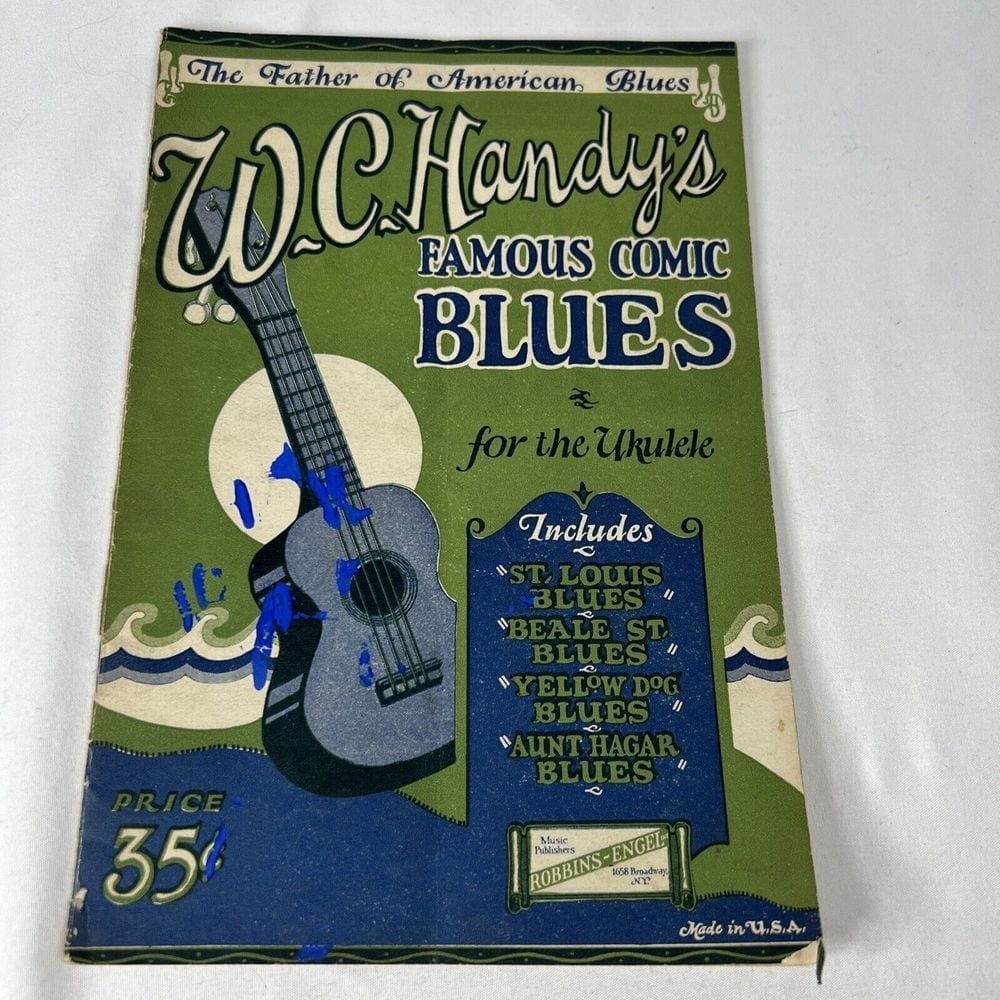 The Father of American Blues
W.C. Handy's
FAMOUS COMIC
BLUES
for the Ukulele
Includes
"ST. LOUIS
BLUES"
"BEALE ST.
BLUES"
"YELLOW DOG
BLUES"
"AUNT HAGAR
BLUES"
PRICE
35¢
Music
Publishers
ROBBINS-ENGEL-
1658 Broadway,
N.Y.
Made in U.S.A.